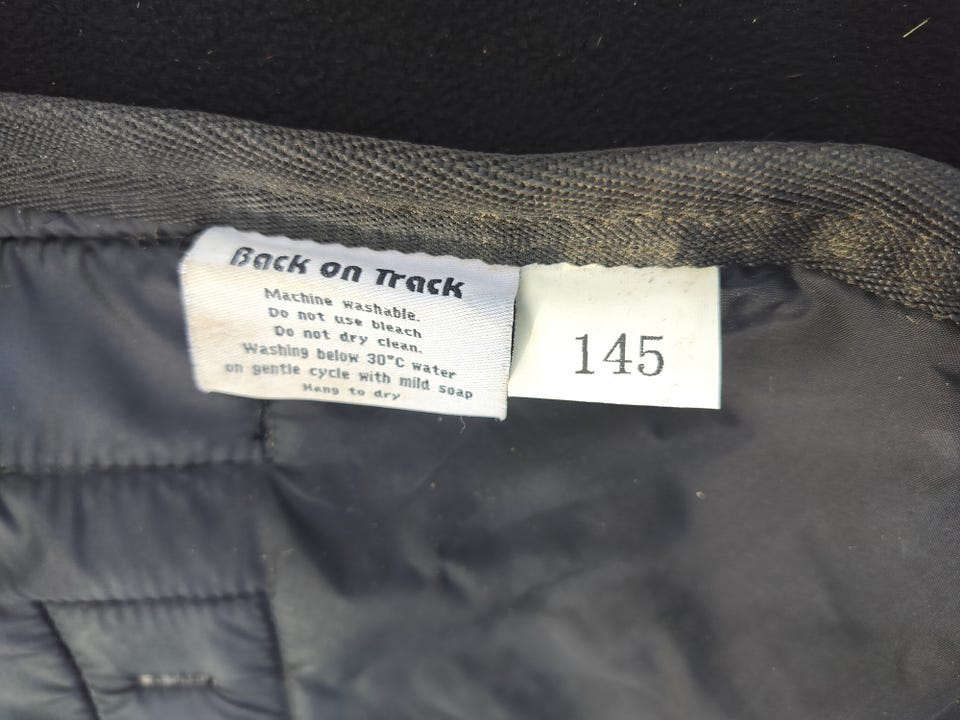 Back on Track
Machine washable.
Do not use bleach
Do not dry clean.
Washing below 30°C water
on gentle cycle with mild soap
Hang to dry
145